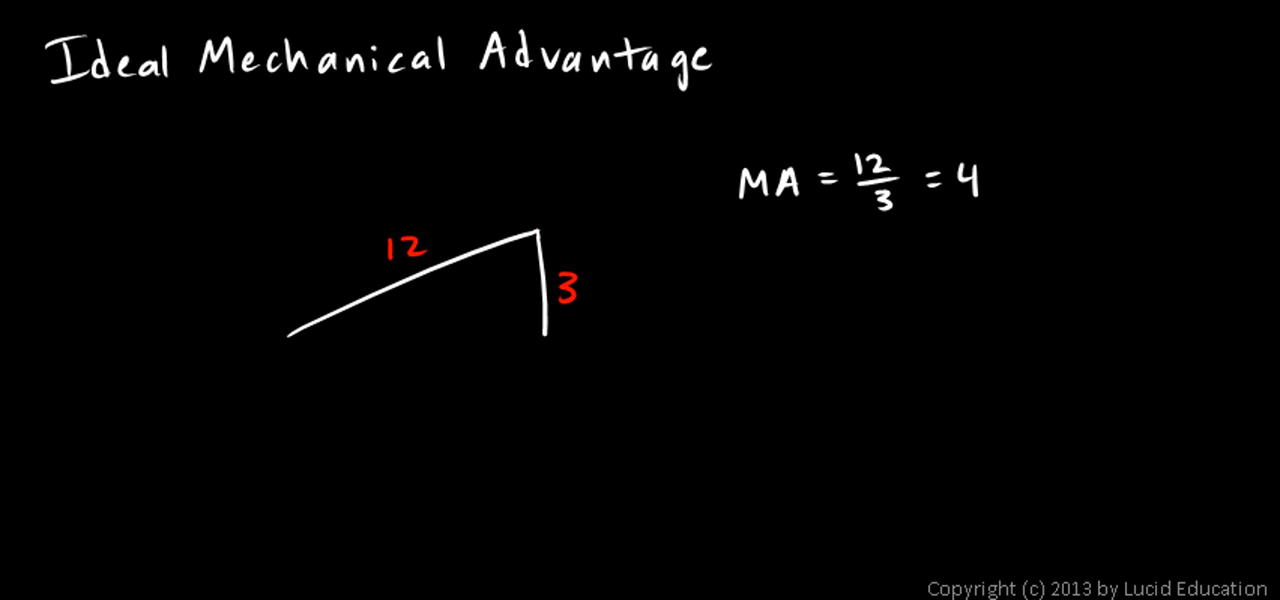 Ideal Mechanical Advantage
MA = 12/3 = 4
12
3
Copyright (c) 2013 by Lucid Education